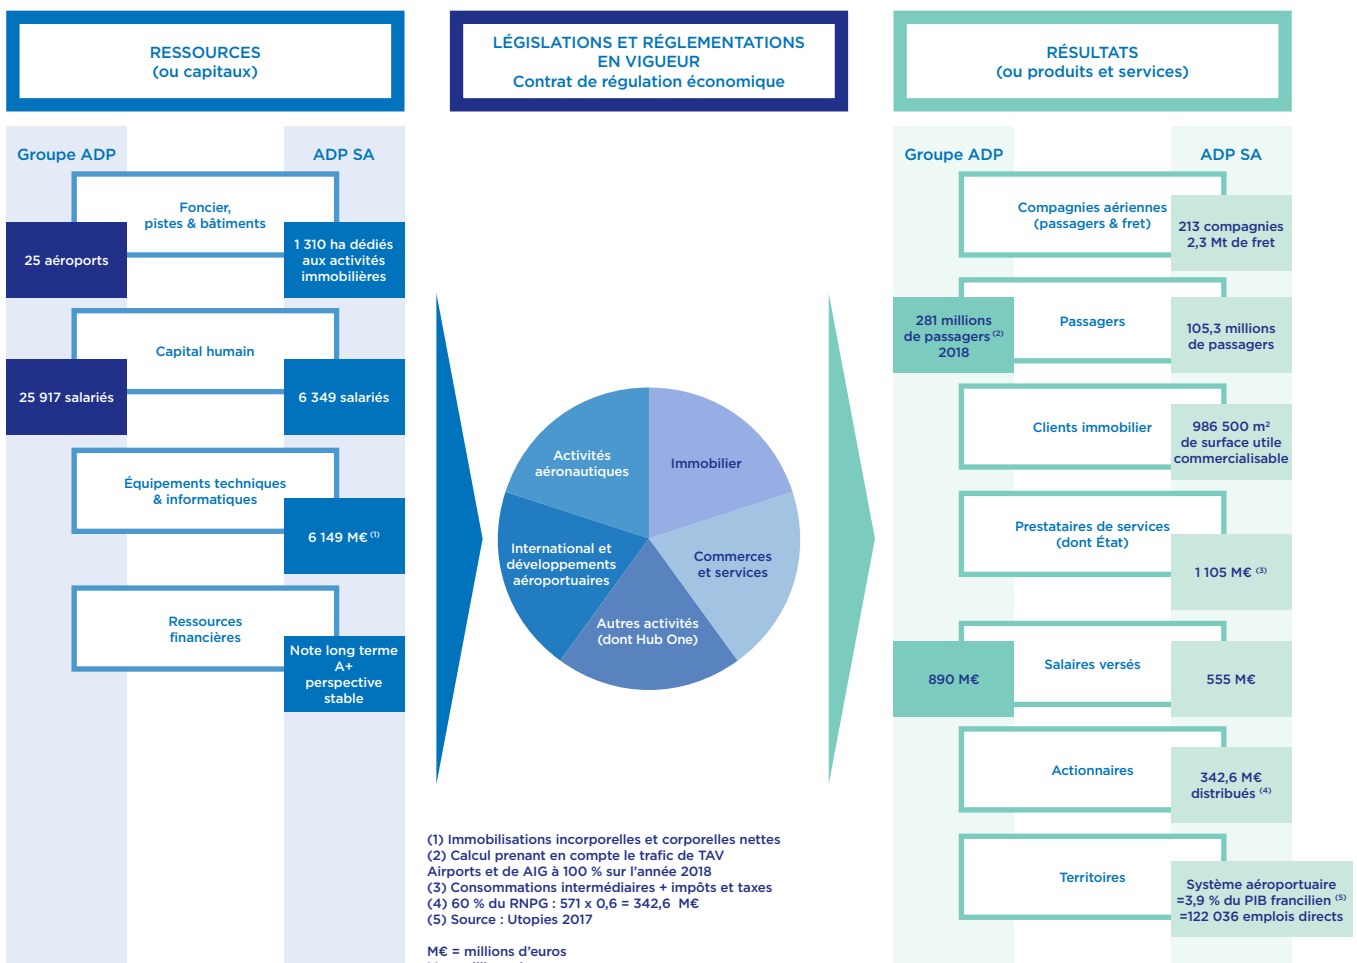 RESSOURCES
(ou capitaux)
LÉGISLATIONS ET RÉGLEMENTATIONS
EN VIGUEUR
Contrat de régulation économique
RÉSULTATS
(ou produits et services)
Groupe ADP
ADP SA
Foncier,
pistes & bâtiments
25 aéroports
1 310 ha dédiés
aux activités
immobilières
Capital humain
25 917 salariés
6 349 salariés
Équipements techniques
& informatiques
6 149 M€ (1)
Ressources
financières
Note long terme
A+
perspective
stable
Activités
aéronautiques
Immobilier
International et
développements
aéroportuaires
Commerces
et services
Autres activités
(dont Hub One)
(1) Immobilisations incorporelles et corporelles nettes
(2) Calcul prenant en compte le trafic de TAV
Airports et de AIG à 100 % sur l'année 2018
(3) Consommations intermédiaires + impôts et taxes
(4) 60 % du RNPG : 571 x 0,6 = 342,6 M€
(5) Source : Utopies 2017
M€ = millions d'euros
Groupe ADP
ADP SA
Compagnies aériennes
(passagers & fret)
213 compagnies
2,3 Mt de fret
281 millions
de passagers (2)
2018
Passagers
105,3 millions
de passagers
Clients immobilier
986 500 m²
de surface utile
commercialisable
Prestataires de services
(dont État)
1 105 M€ (3)
890 M€
Salaires versés
555 M€
Actionnaires
342,6 M€
distribués (4)
Territoires
Système aéroportuaire
=3,9 % du PIB francilien (5)
=122 036 emplois directs